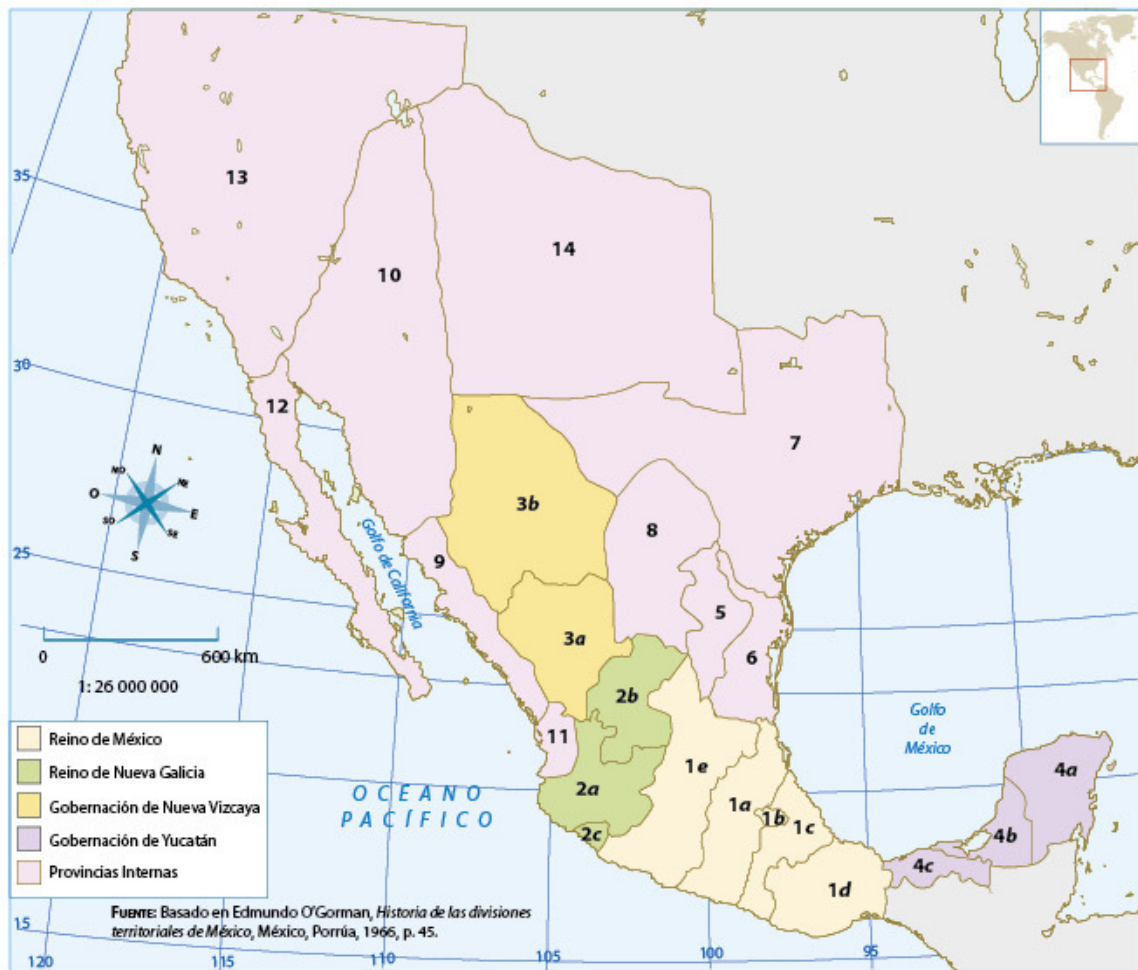 13
35
10
14
30
12
7
N
NO
NE
O
E
SO
SE
S
3b
8
Golfo de California
9
25
5
3a
6
0
600 km
1: 26 000 000
2b
Golfo
de
México
11
Reino de México
Reino de Nueva Galicia
Gobernación de Nueva Vizcaya
Gobernación de Yucatán
Provincias Internas
1e
4a
OCEANO
PACÍFICO
2a
1a
1b
1c
2c
4b
4c
1d
FUENTE: Basado en Edmundo O'Gorman, Historia de las divisiones
territoriales de México, México, Porrúa, 1966, p. 45.
15
120
110
105
100
95